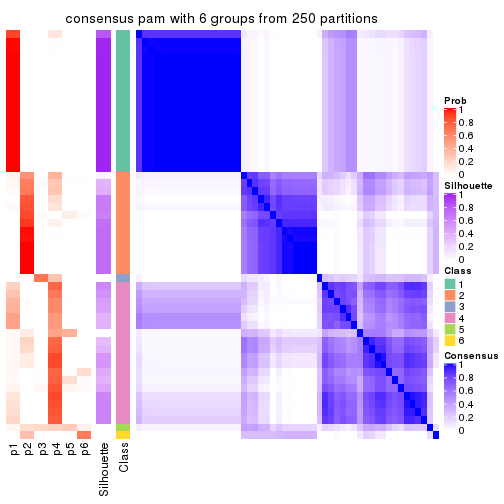 consensus pam with 6 groups from 250 partitions
Prob
1
0.8
0.6
0.4
0.2
0
Silhouette
1
0.8
0.6
0.4
0.2
0
Class
1
2
3
4
5
6
Consensus
1
0.8
0.6
0.4
0.2
0
p1
p2
p3
p4
p5
p6
Silhouette
Class